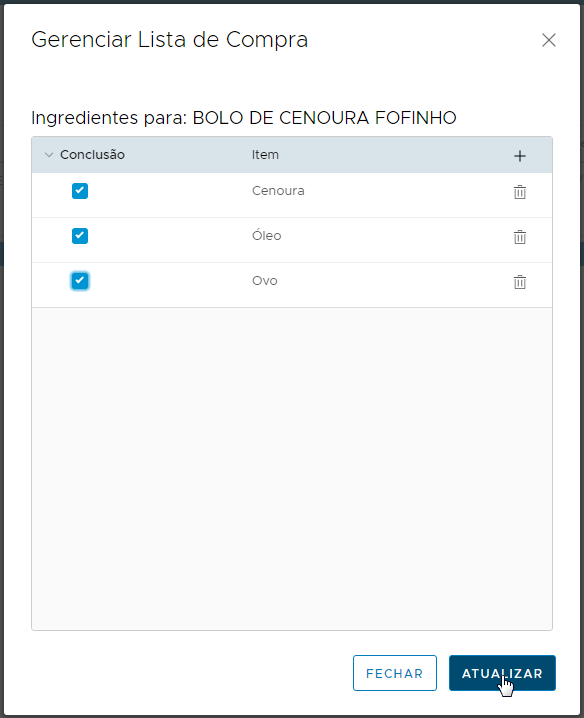 Gerenciar Lista de Compra
Ingredientes para: BOLO DE CENOURA FOFINHO
Conclusão Item
Cenoura
Óleo
Ovo
FECHAR ATUALIZAR